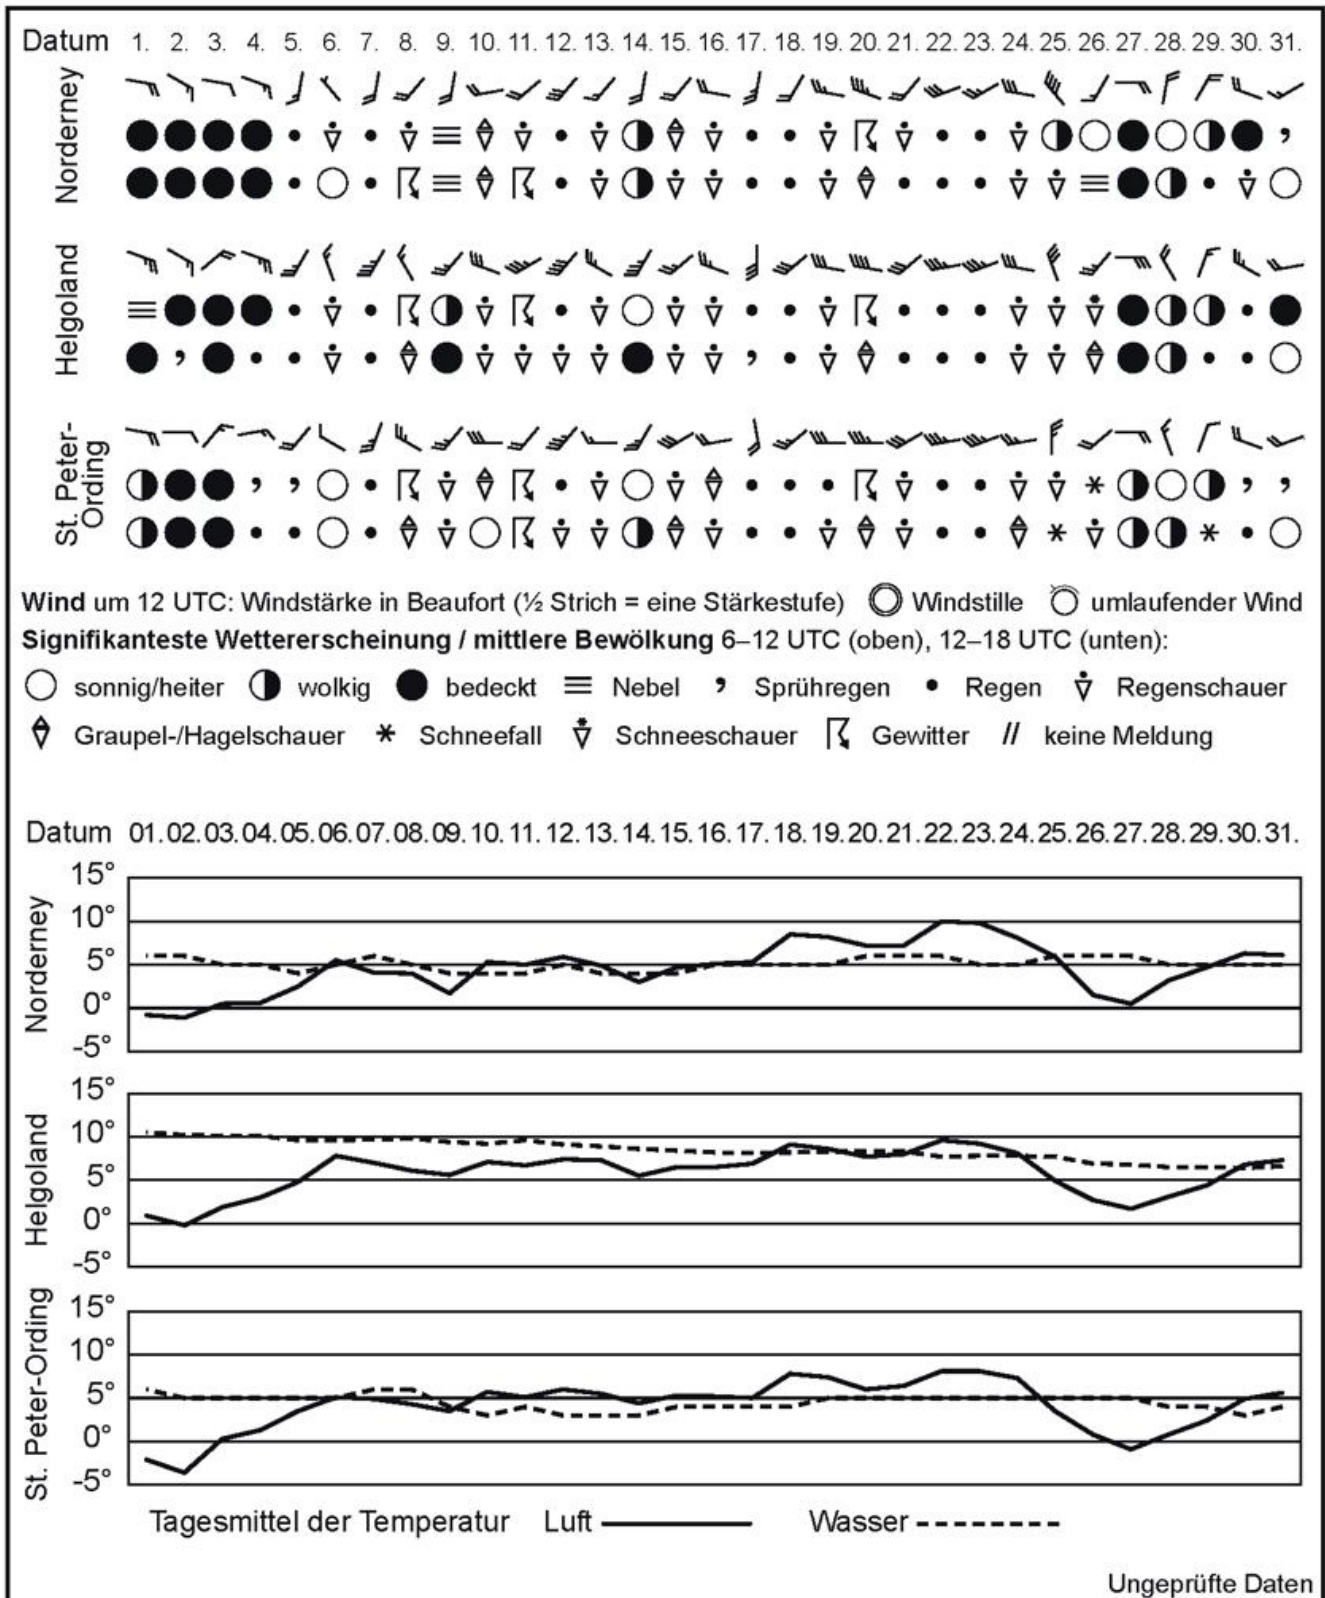 Datum 1. 2. 3. 4. 5. 6. 7. 8. 9. 10. 11. 12. 13. 14. 15. 16. 17. 18. 19. 20. 21. 22. 23. 24. 25. 26. 27. 28. 29. 30. 31.
Norderney
Helgoland
St. Peter-
Ording
Wind um 12 UTC: Windstärke in Beaufort (½ Strich = eine Stärkestufe) Windstille umlaufender Wind
Signifikanteste Wettererscheinung / mittlere Bewölkung 6–12 UTC (oben), 12–18 UTC (unten):
sonnig/heiter wolkig bedeckt Nebel Sprühregen Regen Regenschauer
Graupel-/Hagelschauer Schneefall Schneeschauer Gewitter // keine Meldung
Datum 01. 02. 03. 04. 05. 06. 07. 08. 09. 10. 11. 12. 13. 14. 15. 16. 17. 18. 19. 20. 21. 22. 23. 24. 25. 26. 27. 28. 29. 30. 31.
Norderney
15°
10°
5°
0°
-5°
Helgoland
15°
10°
5°
0°
-5°
St. Peter-Ording
15°
10°
5°
0°
-5°
Tagesmittel der Temperatur Luft Wasser
Ungeprüfte Daten